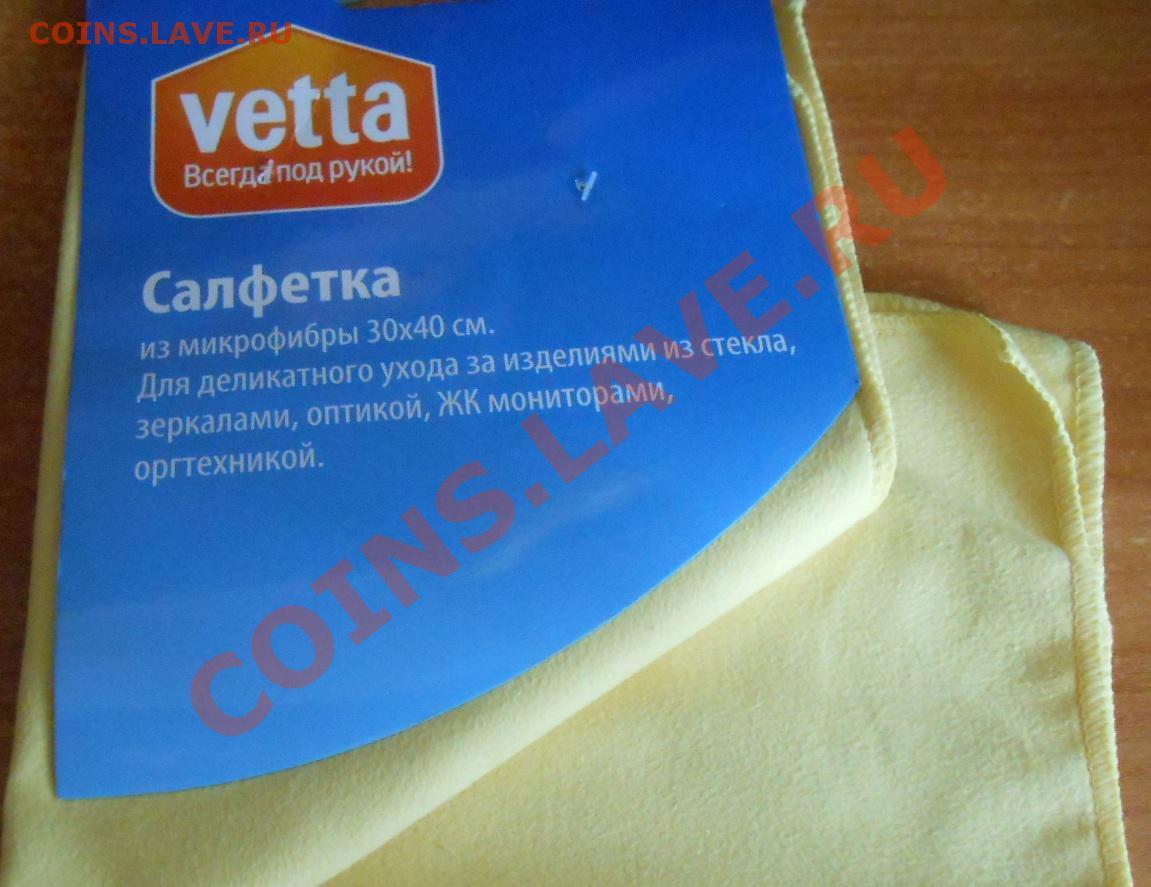 COINS.LAVE.RU
vetta
Всегда под рукой!
Салфетка
из микрофибры 30х40 см.
Для деликатного ухода за изделиями из стекла,
зеркалами, оптикой, ЖК мониторами,
оргтехникой.
COINS.LAVE.RU